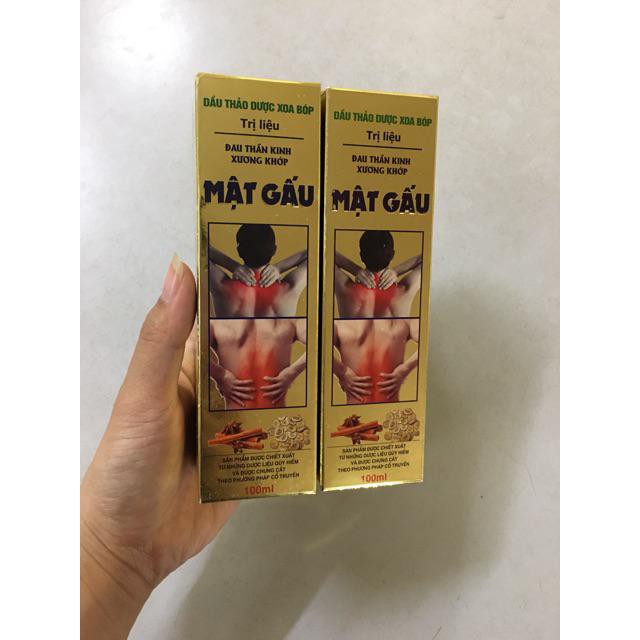 DẦU THẢO DƯỢC XOA BÓP
Trị liệu
ĐAU THẦN KINH
XƯƠNG KHỚP
MẬT GẤU
SẢN PHẨM ĐƯỢC CHIẾT XUẤT
TỪ NHỮNG DƯỢC LIỆU QÚY HIẾM
VÀ ĐƯỢC CHƯNG CẤT
THEO PHƯƠNG PHÁP CỔ TRUYỀN
100ml
DẦU THẢO DƯỢC XOA BÓP
Trị liệu
ĐAU THẦN KINH
XƯƠNG KHỚP
MẬT GẤU
SẢN PHẨM ĐƯỢC CHIẾT XUẤT
TỪ NHỮNG DƯỢC LIỆU QÚY HIẾM
VÀ ĐƯỢC CHƯNG CẤT
THEO PHƯƠNG PHÁP CỔ TRUYỀN
100ml